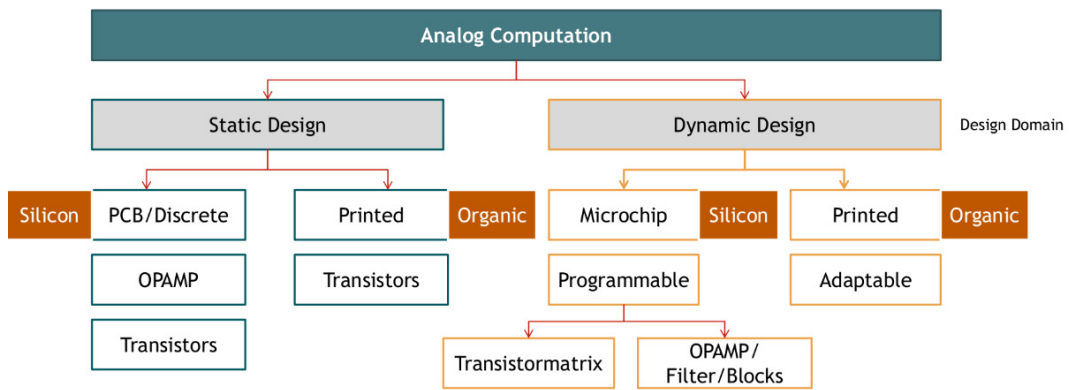 Analog Computation
Static Design
Dynamic Design
Design Domain
Silicon
PCB/Discrete
Printed
Organic
Microchip
Silicon
Printed
Organic
OPAMP
Transistors
Programmable
Adaptable
Transistors
Transistormatrix
OPAMP/
Filter/Blocks